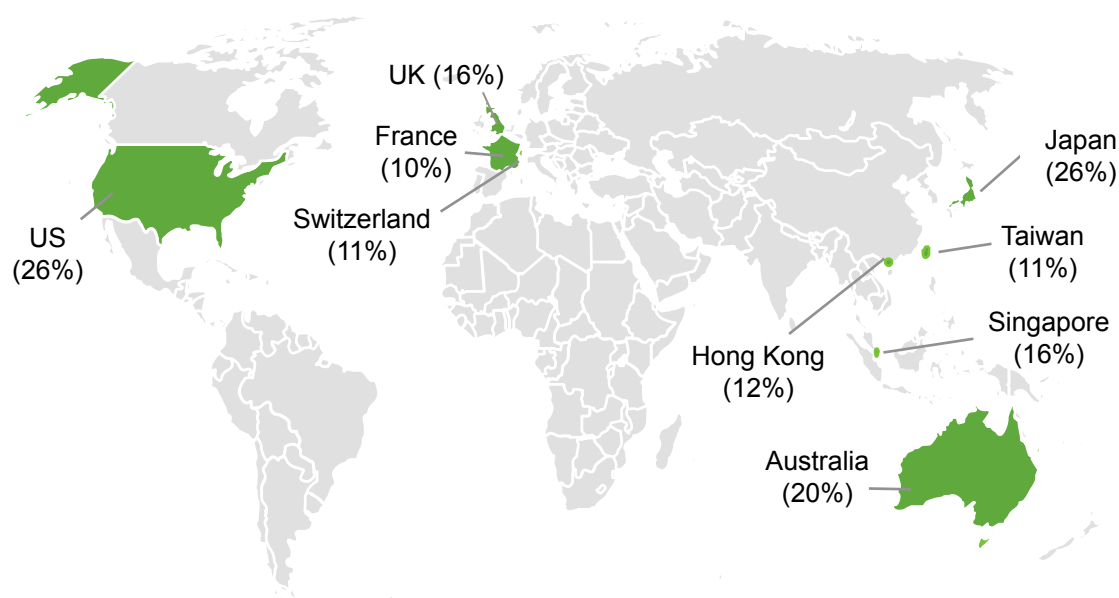 UK (16%)
France
(10%)
Switzerland
(11%)
US
(26%)
Japan
(26%)
Taiwan
(11%)
Singapore
(16%)
Hong Kong
(12%)
Australia
(20%)